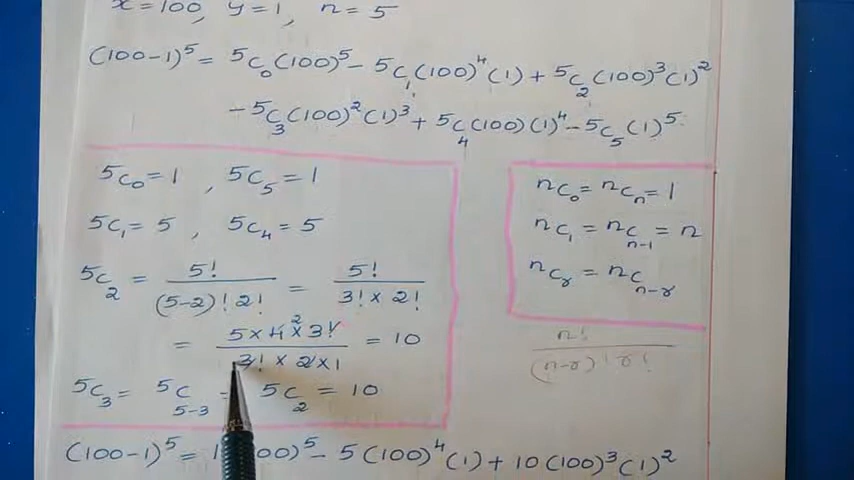 x=100, y=1, n=5
(100-1)⁵ = ⁵C₀(100)⁵ - ⁵C₁(100)⁴(1) + ⁵C₂(100)³(1)²
- ⁵C₃(100)²(1)³ + ⁵C₄(100)(1)⁴ - ⁵C₅(1)⁵
⁵C₀ = 1, ⁵C₅ = 1
⁵C₁ = 5, ⁵C₄ = 5
⁵C₂ = 5!/(5-2)!2! = 5!/3!×2!
= 5×4²×3!/3!×2×1 = 10
⁵C₃ = ⁵C₅₋₃ = ⁵C₂ = 10
ⁿC₀ = ⁿCₙ = 1
ⁿC₁ = ⁿCₙ₋₁ = n
ⁿCᵣ = ⁿCₙ₋ᵣ
n!/(n-r)!r!
(100-1)⁵ = 1(100)⁵ - 5(100)⁴(1) + 10(100)³(1)²